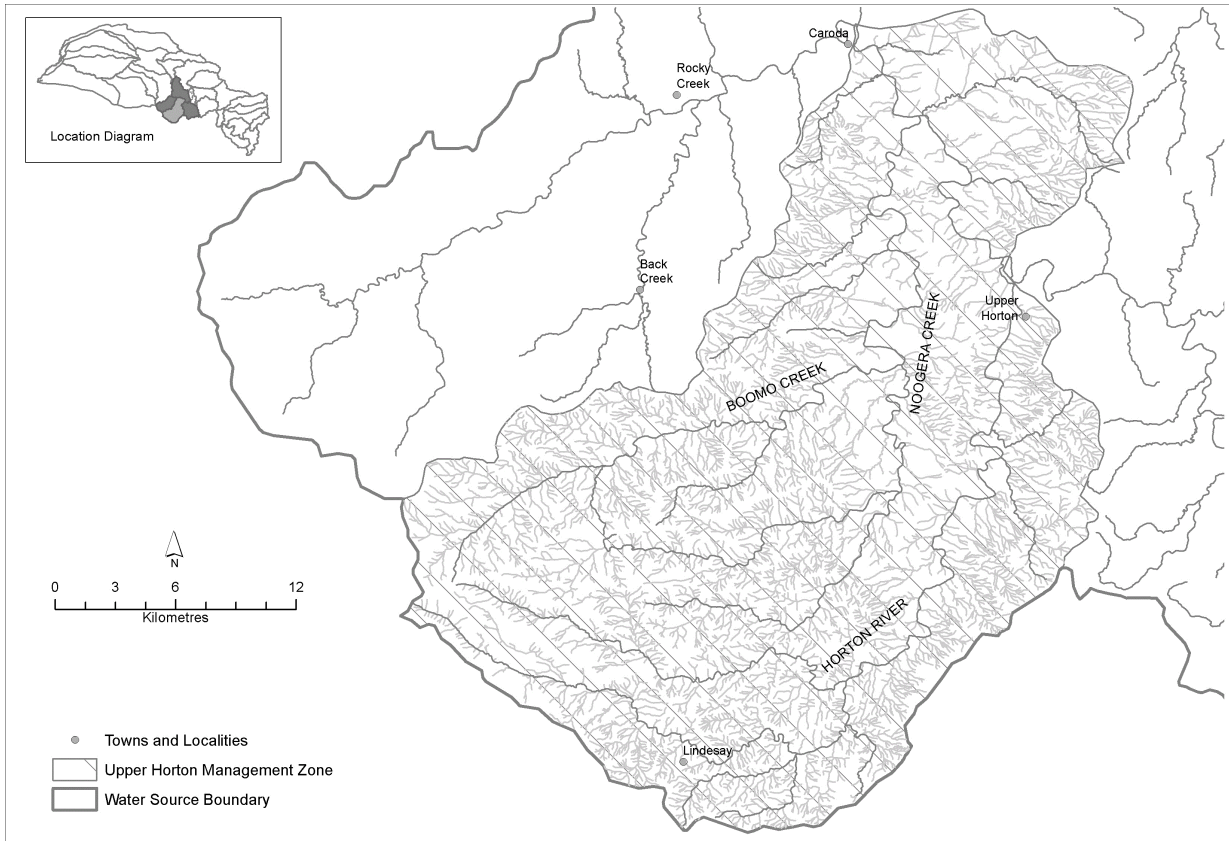 Location Diagram
Caroda
Rocky
Creek
Back
Creek
Upper
Horton
NOOGERA CREEK
BOOMO CREEK
HORTON RIVER
Lindesay
N
0 3 6 12
Kilometres
Towns and Localities
Upper Horton Management Zone
Water Source Boundary